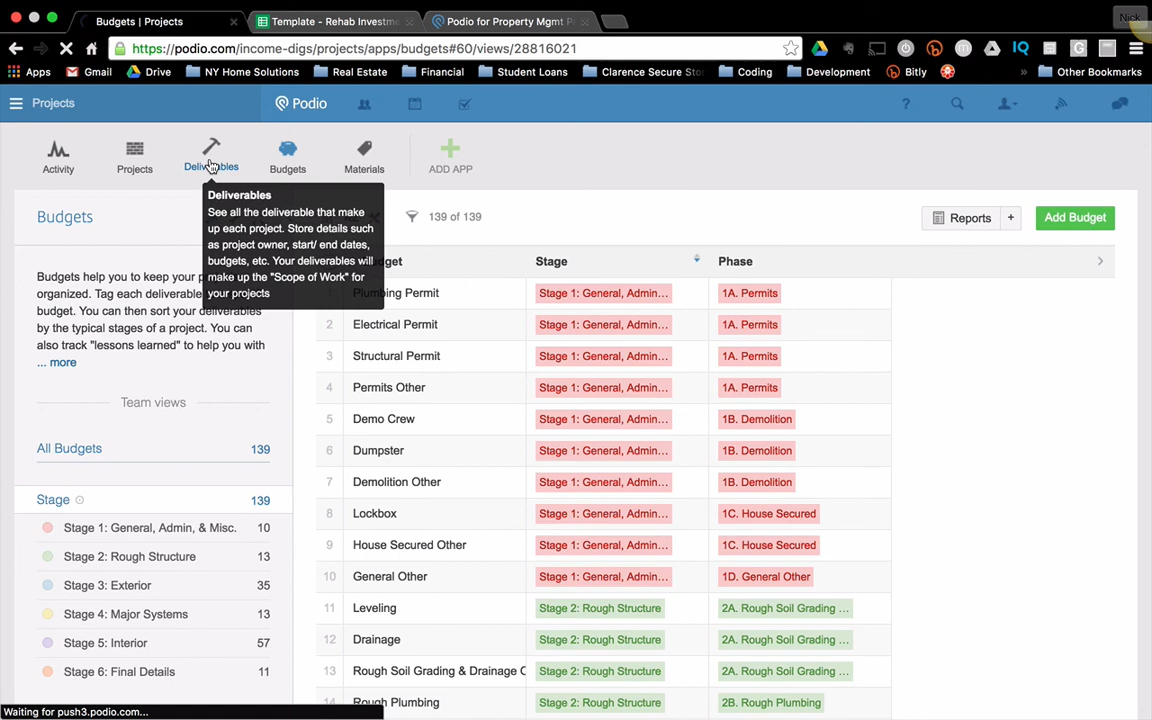 Budgets | Projects
Template - Rehab Investme
Podio for Property Mgmt P
Nick
https://podio.com/income-digs/projects/apps/budgets#60/views/28816021
Apps
Gmail
Drive
NY Home Solutions
Real Estate
Financial
Student Loans
Clarence Secure Sto
Coding
Development
Bitly
»
Other Bookmarks
Projects
Podio
?
Activity
Projects
Deliverables
Budgets
Materials
ADD APP
Deliverables
See all the deliverable that make
up each project. Store details such
as project owner, start/ end dates,
budgets, etc. Your deliverables will
make up the "Scope of Work" for
your projects
Budgets
139 of 139
Reports
+
Add Budget
Budgets help you to keep your p
organized. Tag each deliverable
budget. You can then sort your deliverables
by the typical stages of a project. You can
also track "lessons learned" to help you with
... more
Team views
All Budgets 139
Stage 139
Stage 1: General, Admin, & Misc. 10
Stage 2: Rough Structure 13
Stage 3: Exterior 35
Stage 4: Major Systems 13
Stage 5: Interior 57
Stage 6: Final Details 11
Stage Phase
Plumbing Permit Stage 1: General, Admin... 1A. Permits
2 Electrical Permit Stage 1: General, Admin... 1A. Permits
3 Structural Permit Stage 1: General, Admin... 1A. Permits
4 Permits Other Stage 1: General, Admin... 1A. Permits
5 Demo Crew Stage 1: General, Admin... 1B. Demolition
6 Dumpster Stage 1: General, Admin... 1B. Demolition
7 Demolition Other Stage 1: General, Admin... 1B. Demolition
8 Lockbox Stage 1: General, Admin... 1C. House Secured
9 House Secured Other Stage 1: General, Admin... 1C. House Secured
10 General Other Stage 1: General, Admin... 1D. General Other
11 Leveling Stage 2: Rough Structure 2A. Rough Soil Grading ...
12 Drainage Stage 2: Rough Structure 2A. Rough Soil Grading ...
13 Rough Soil Grading & Drainage O Stage 2: Rough Structure 2A. Rough Soil Grading ...
14 Rough Plumbing Stage 2: Rough Structure 2B. Rough Plumbing
Waiting for push3.podio.com...